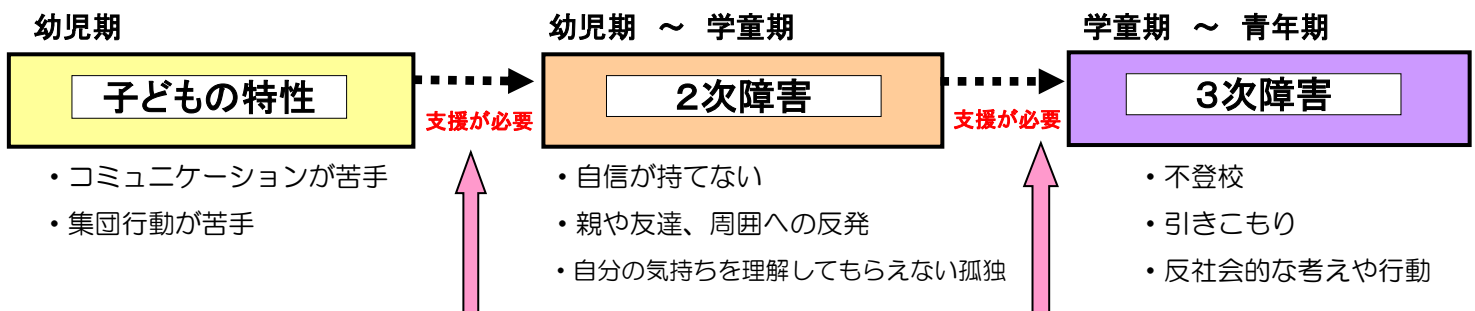 幼児期
幼児期 ～ 学童期
学童期 ～ 青年期
子どもの特性
支援が必要
2次障害
支援が必要
3次障害
・コミュニケーションが苦手
・集団行動が苦手
・自信が持てない
・親や友達、周囲への反発
・自分の気持ちを理解してもらえない孤独
・不登校
・引きこもり
・反社会的な考えや行動